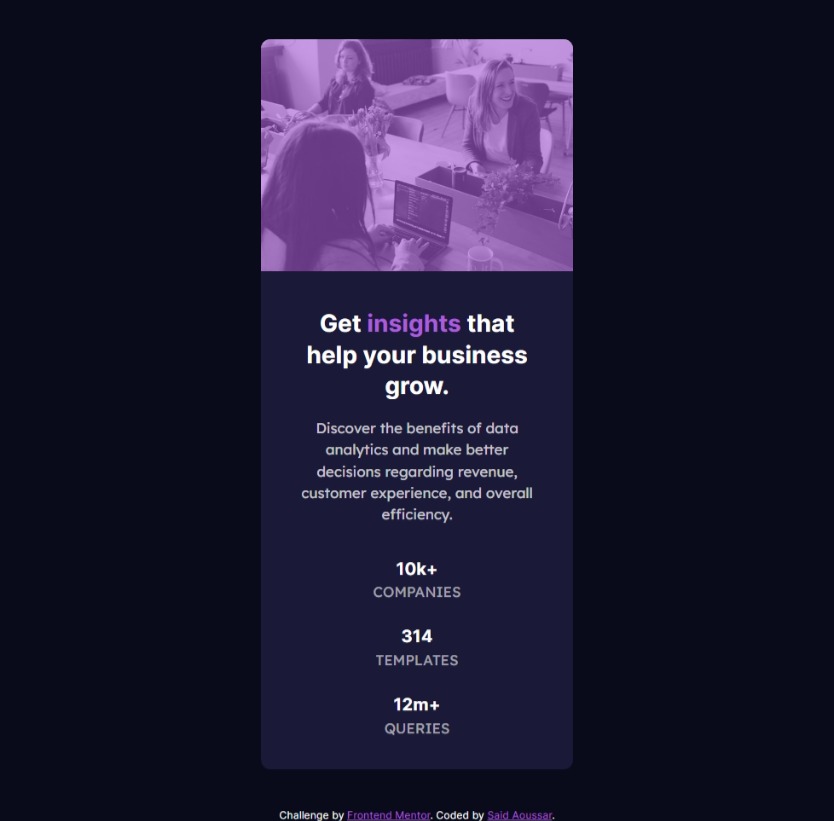 Get insights that
help your business
grow.
Discover the benefits of data
analytics and make better
decisions regarding revenue,
customer experience, and overall
efficiency.
10k+
COMPANIES
314
TEMPLATES
12m+
QUERIES
Challenge by Frontend Mentor. Coded by Said Aoussar.